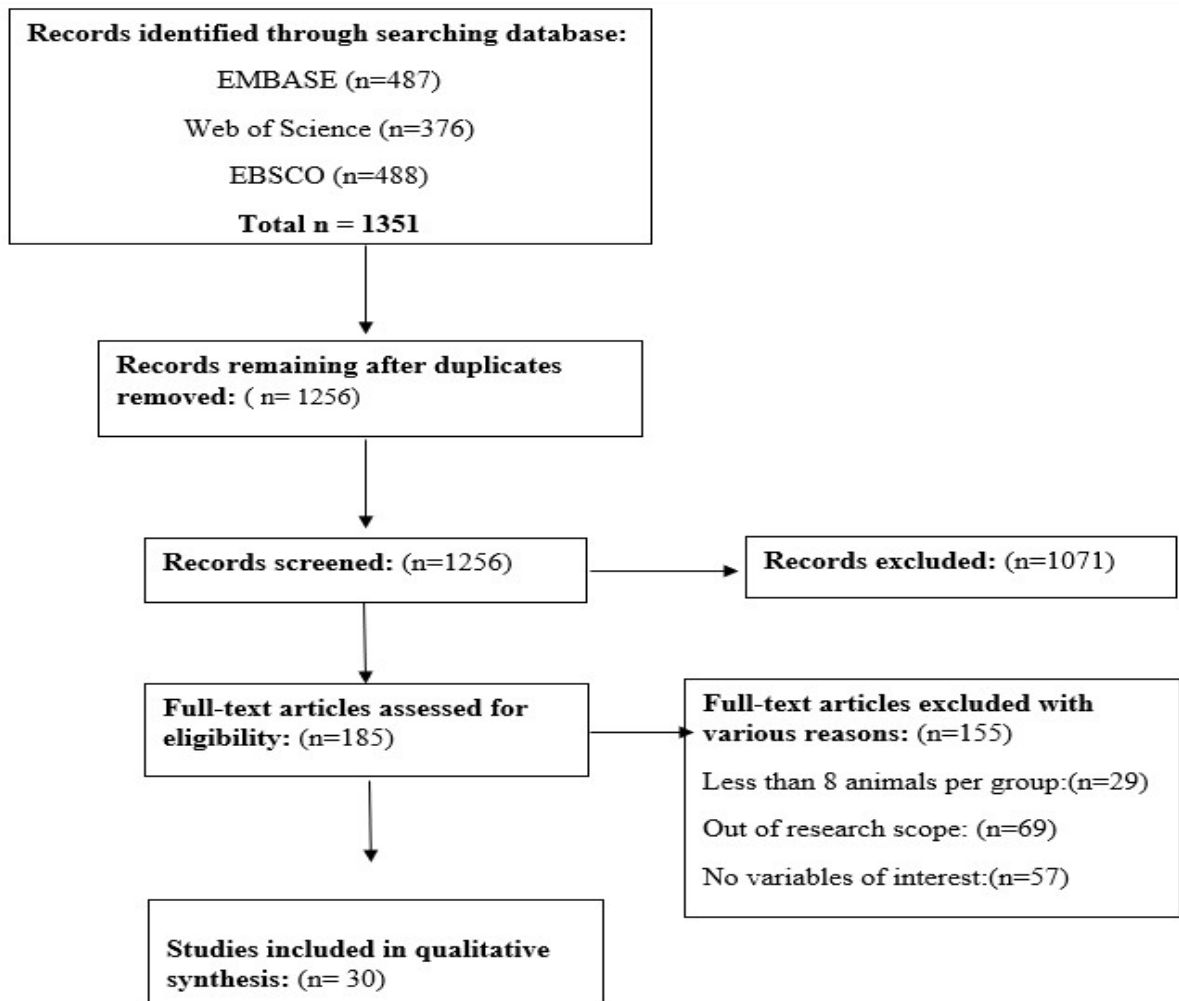 Records identified through searching database:
EMBASE (n=487)
Web of Science (n=376)
EBSCO (n=488)
Total n = 1351
Records remaining after duplicates
removed: ( n= 1256)
Records screened: (n=1256)
Records excluded: (n=1071)
Full-text articles assessed for
eligibility: (n=185)
Full-text articles excluded with
various reasons: (n=155)
Less than 8 animals per group:(n=29)
Out of research scope: (n=69)
No variables of interest:(n=57)
Studies included in qualitative
synthesis: (n= 30)